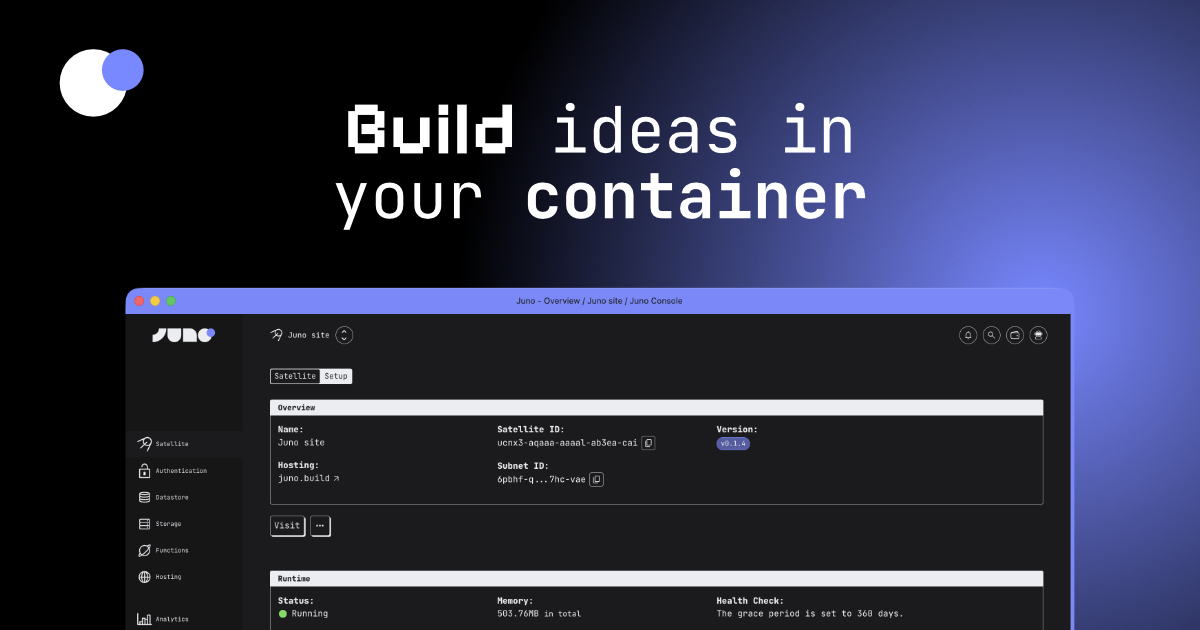 Build ideas in
your container
Juno - Overview / Juno site / Juno Console
JUNO
Juno site
Satellite Setup
Overview
Name: Satellite ID: Version:
Juno site ucnx3-aqaaa-aaaal-ab3ea-cai v0.1.4
Hosting: Subnet ID:
juno.build 6pbhf-q...7hc-vae
Visit ...
Satellite
Authentication
Datastore
Storage
Functions
Hosting
Analytics
Runtime
Status: Memory: Health Check:
Running 503.76MB in total The grace period is set to 360 days.